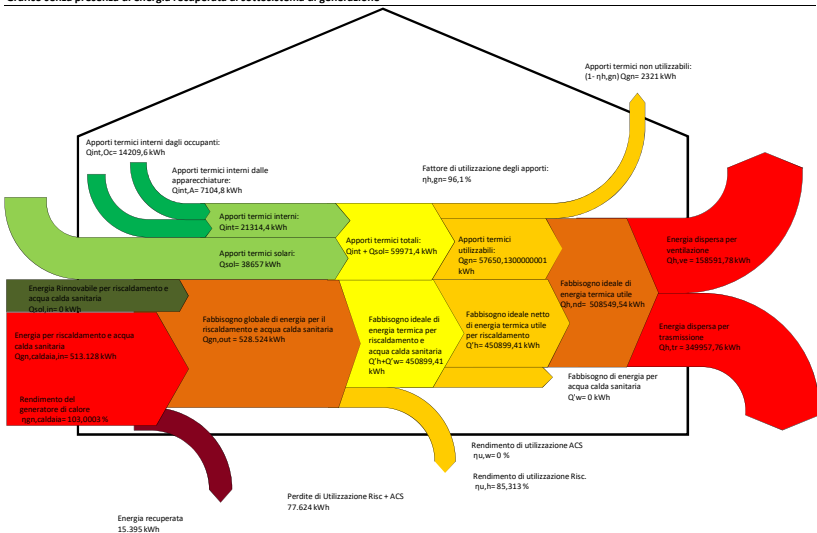 Grafico senza presenza di energia recuperata al sottosistema di generazione
Apporti termici non utilizzabili:
(1- ηh,gn) Qgn= 2321 kWh
Apporti termici interni dagli occupanti:
Qint,Oc= 14209,6 kWh
Apporti termici interni dalle
apparecchiature:
Qint,A= 7104,8 kWh
Fattore di utilizzazione degli apporti:
ηh,gn= 96,1 %
Apporti termici interni:
Qint= 21314,4 kWh
Apporti termici solari:
Qsol= 38657 kWh
Apporti termici totali:
Qint + Qsol= 59971,4 kWh
Apporti termici
utilizzabili:
Qgn= 57650,1300000001
kWh
Energia dispersa per
ventilazione
Qh,ve = 158591,78 kWh
Fabbisogno ideale di
energia termica utile
Qh,nd= 508549,54 kWh
Energia Rinnovabile per riscaldamento e
acqua calda sanitaria
Qsol,in= 0 kWh
Energia per riscaldamento e acqua
calda sanitaria
Qgn,caldaia,in= 513,128 kWh
Fabbisogno globale di energia per il
riscaldamento e acqua calda sanitaria
Qgn,out = 528.524 kWh
Fabbisogno ideale di
energia termica per
riscaldamento e
acqua calda sanitaria
Q'h+Q'w= 450899,41
kWh
Fabbisogno ideale netto
di energia termica utile
per riscaldamento
Q'h= 450899,41 kWh
Energia dispersa per
trasmissione
Qh,tr = 349957,76 kWh
Fabbisogno di energia per
acqua calda sanitaria
Q'w= 0 kWh
Rendimento del
generatore di calore
ηgn,caldaia= 103,0003 %
Rendimento di utilizzazione ACS
ηu,w= 0 %
Rendimento di utilizzazione Risc.
ηu,h= 85,313 %
Perdite di Utilizzazione Risc + ACS
77.624 kWh
Energia recuperata
15.395 kWh